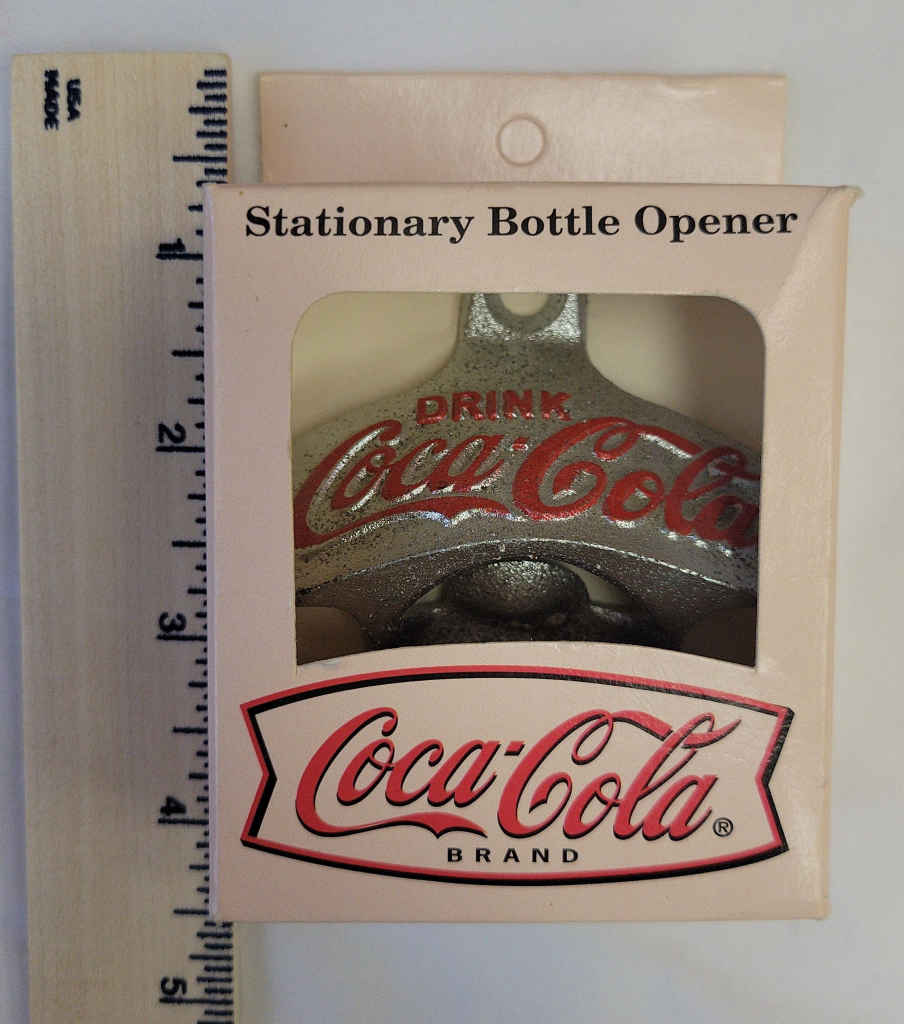 MADE
USA
1
2
3
4
5
Stationary Bottle Opener
DRINK
Coca-Cola
Coca-Cola®
BRAND